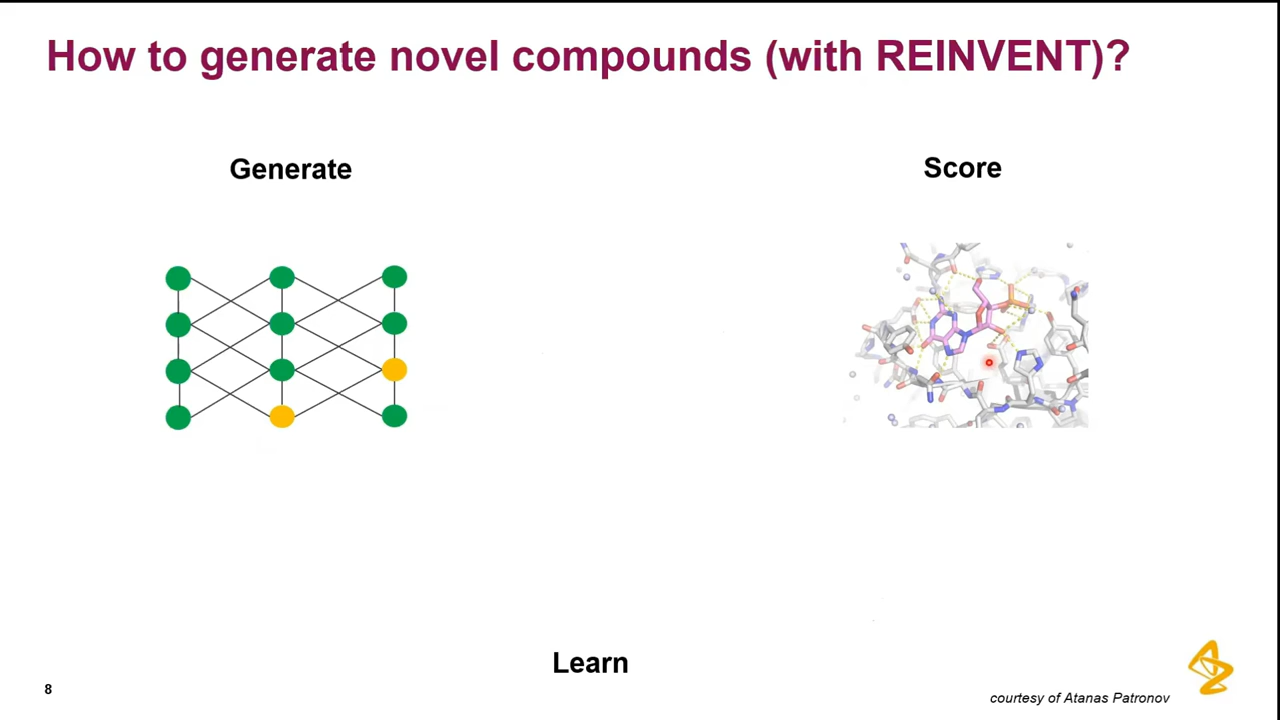 How to generate novel compounds (with REINVENT)?
Generate
Score
Learn
8
courtesy of Atanas Patronov